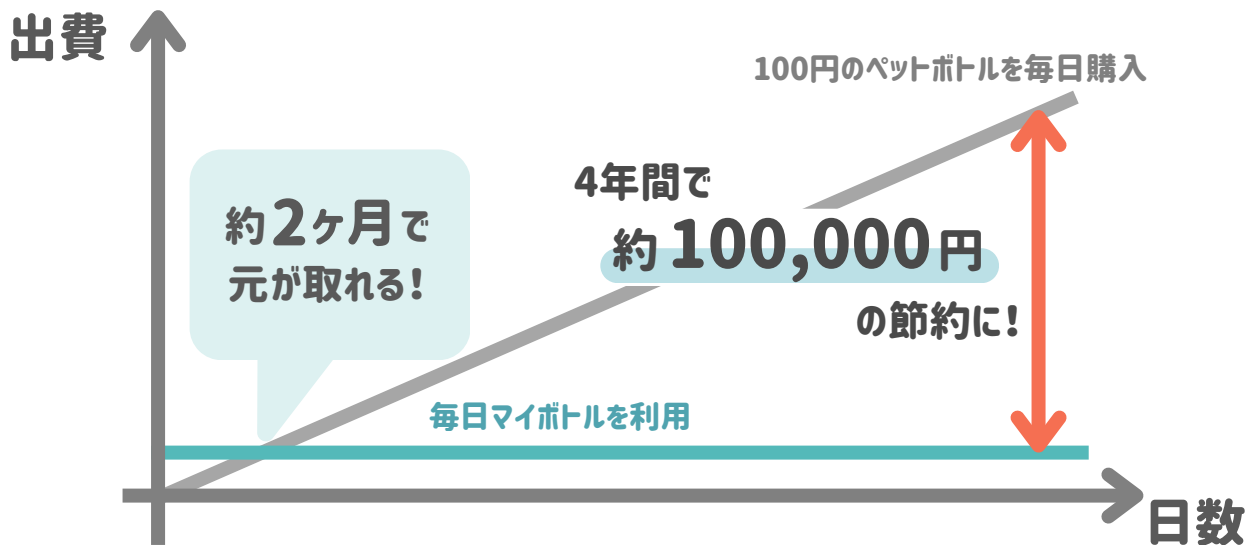 出費
100円のペットボトルを毎日購入
4年間で
約100,000円
の節約に!
約2ヶ月で
元が取れる!
毎日マイボトルを利用
日数